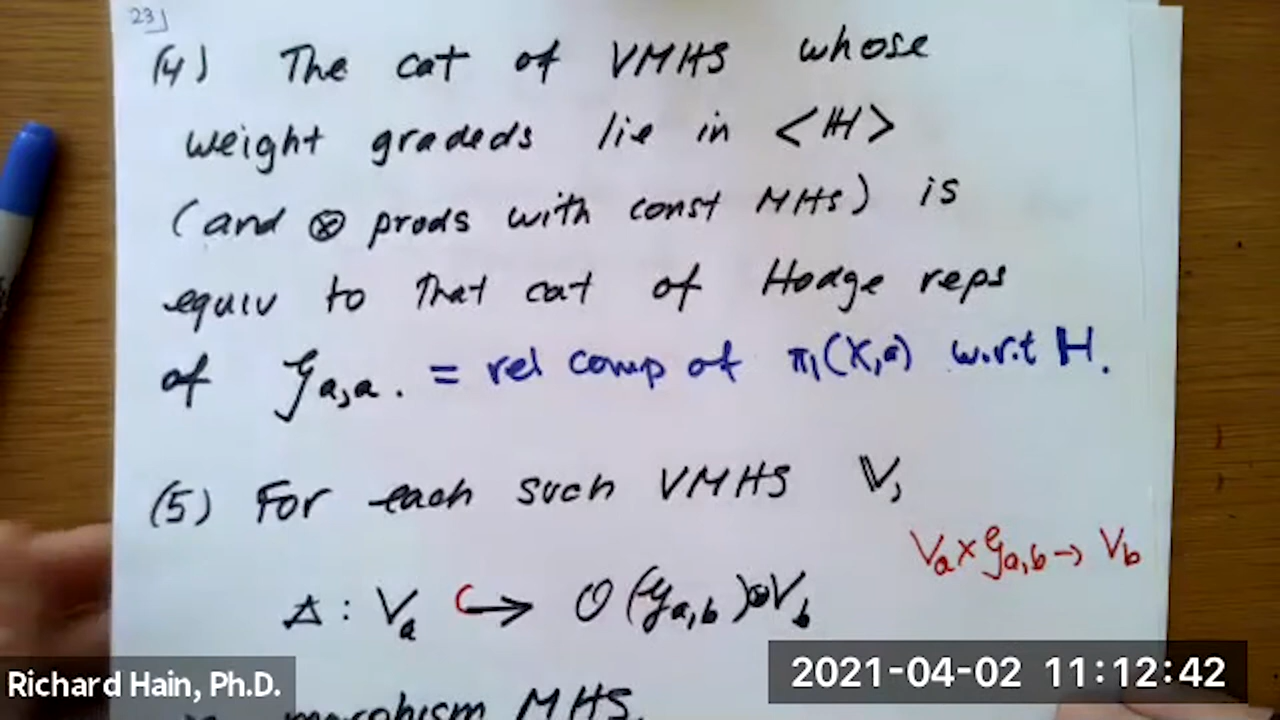 23
(4) The cat of VMHS whose
weight gradeds lie in <ℍ>
(and ⊗ prods with const MHS) is
equiv to that cat of Hodge reps
of 𝒢a,a. = rel comp of π₁(X,a) w.r.t ℍ.
(5) For each such VMHS 𝕍,
Va × 𝒢a,b → Vb
Δ : Va ↪ 𝒪(𝒢a,b)⊗Vb
morphism MHS.
Richard Hain, Ph.D.
2021-04-02 11:12:42